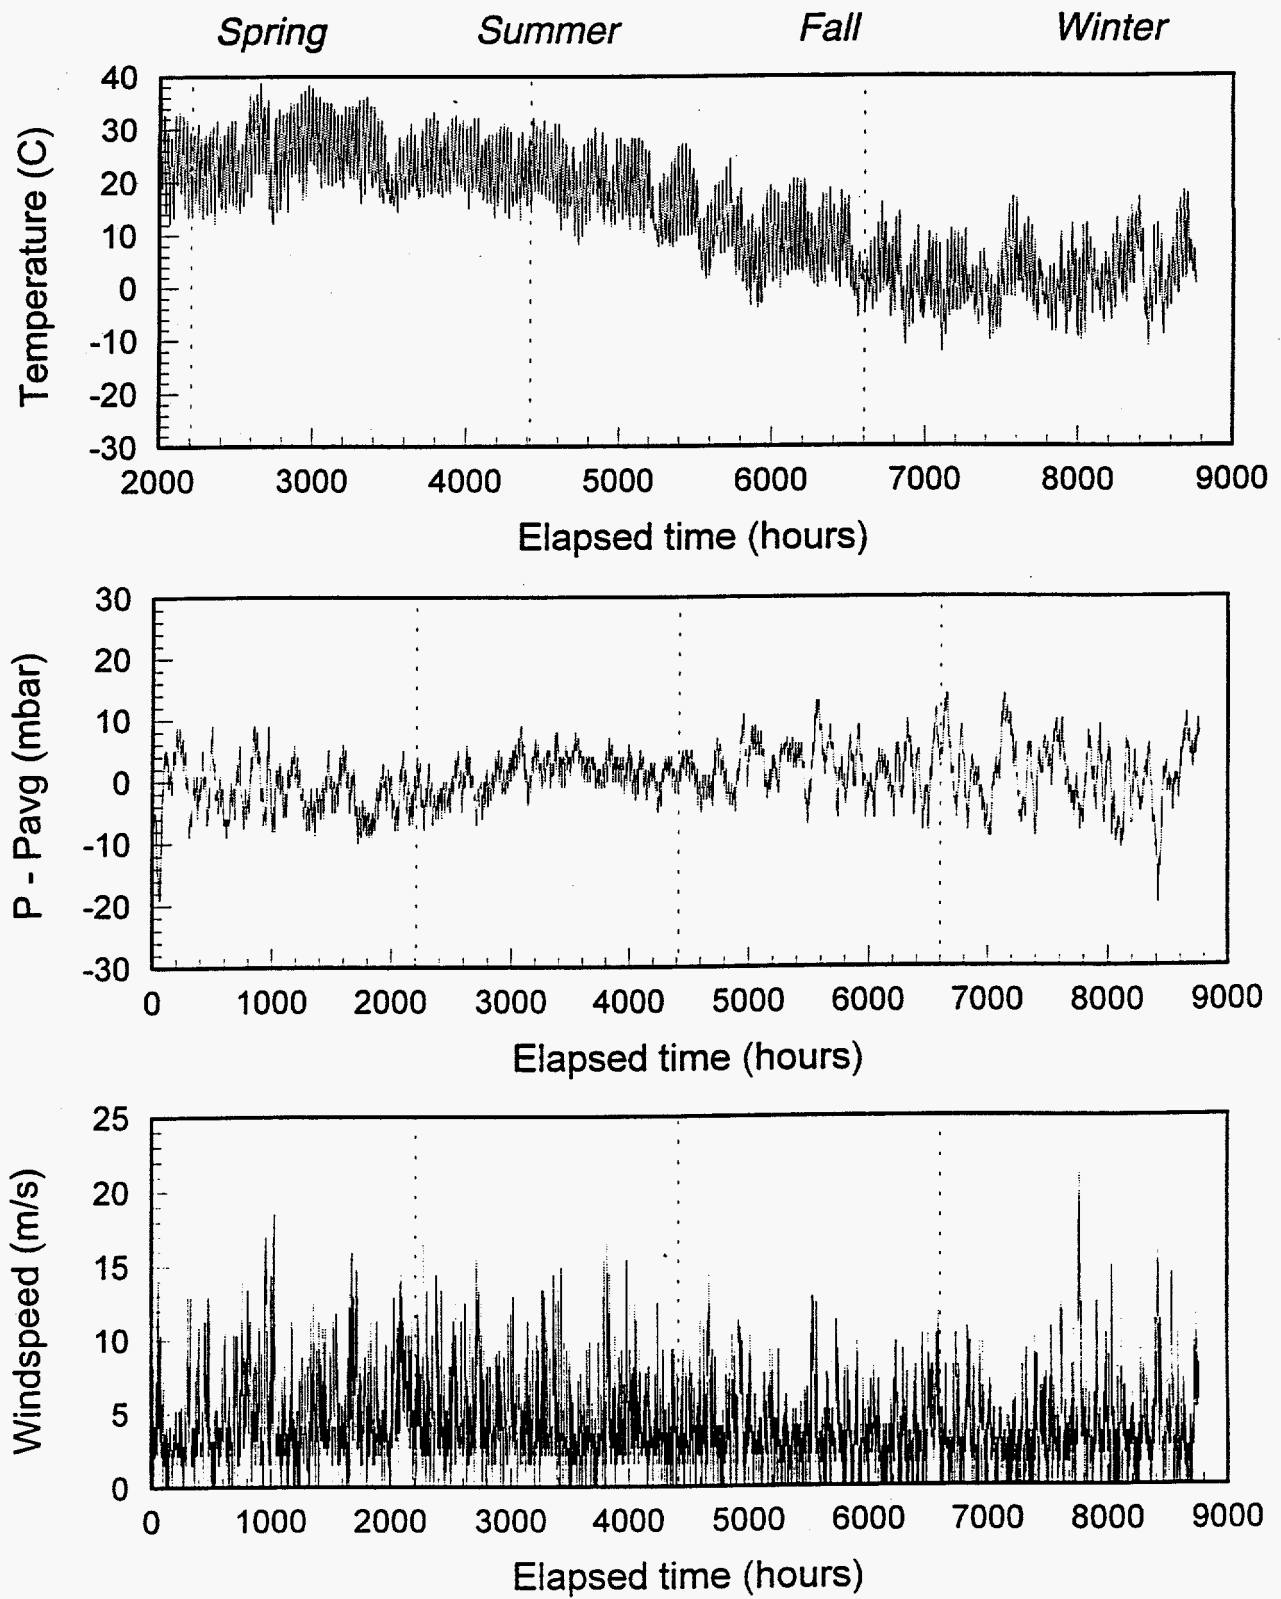 Spring Summer Fall Winter
40
30
20
10
0
-10
-20
-30
Temperature (C)
2000 3000 4000 5000 6000 7000 8000 9000
Elapsed time (hours)
30
20
10
0
-10
-20
-30
P - Pavg (mbar)
0 1000 2000 3000 4000 5000 6000 7000 8000 9000
Elapsed time (hours)
25
20
15
10
5
0
Windspeed (m/s)
0 1000 2000 3000 4000 5000 6000 7000 8000 9000
Elapsed time (hours)